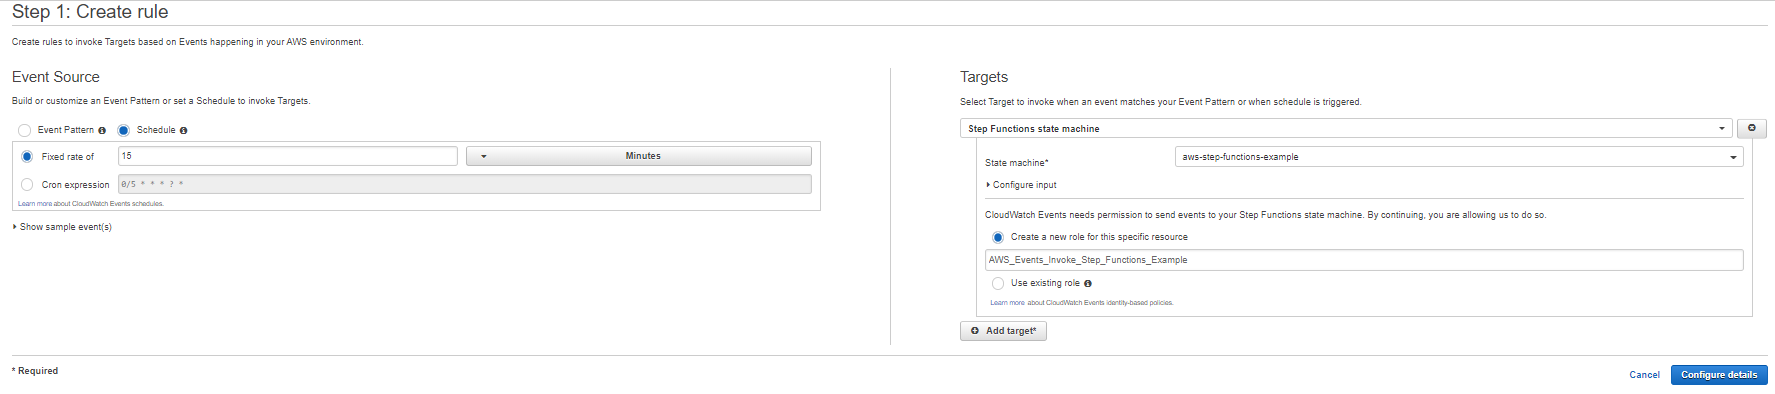 Step 1: Create rule
Create rules to invoke Targets based on Events happening in your AWS environment.
Event Source
Build or customize an Event Pattern or set a Schedule to invoke Targets.
Event Pattern
Schedule
Fixed rate of
15
Minutes
Cron expression
0/5 * * * ? *
Learn more about CloudWatch Events schedules.
Show sample event(s)
Targets
Select Target to invoke when an event matches your Event Pattern or when schedule is triggered.
Step Functions state machine
State machine*
aws-step-functions-example
Configure input
CloudWatch Events needs permission to send events to your Step Functions state machine. By continuing, you are allowing us to do so.
Create a new role for this specific resource
AWS_Events_Invoke_Step_Functions_Example
Use existing role
Learn more about CloudWatch Events identity-based policies.
Add target*
* Required
Cancel
Configure details